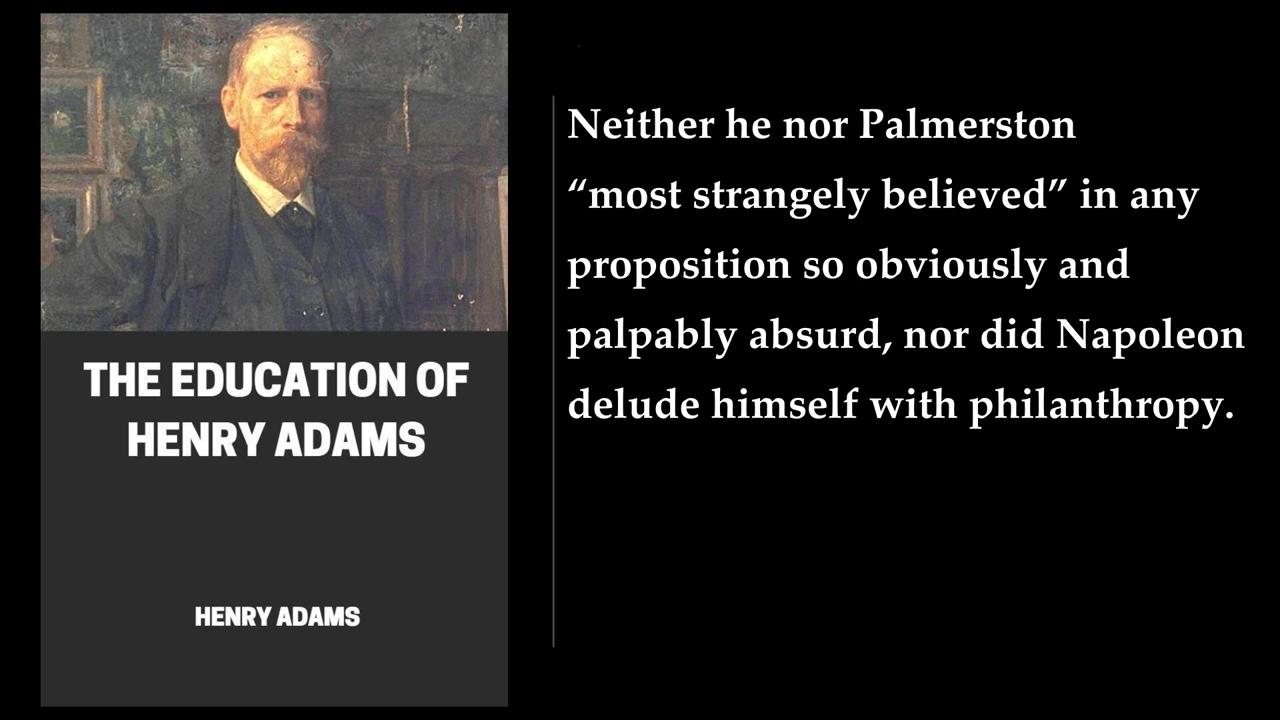 THE EDUCATION OF
HENRY ADAMS
HENRY ADAMS
Neither he nor Palmerston
“most strangely believed” in any
proposition so obviously and
palpably absurd, nor did Napoleon
delude himself with philanthropy.